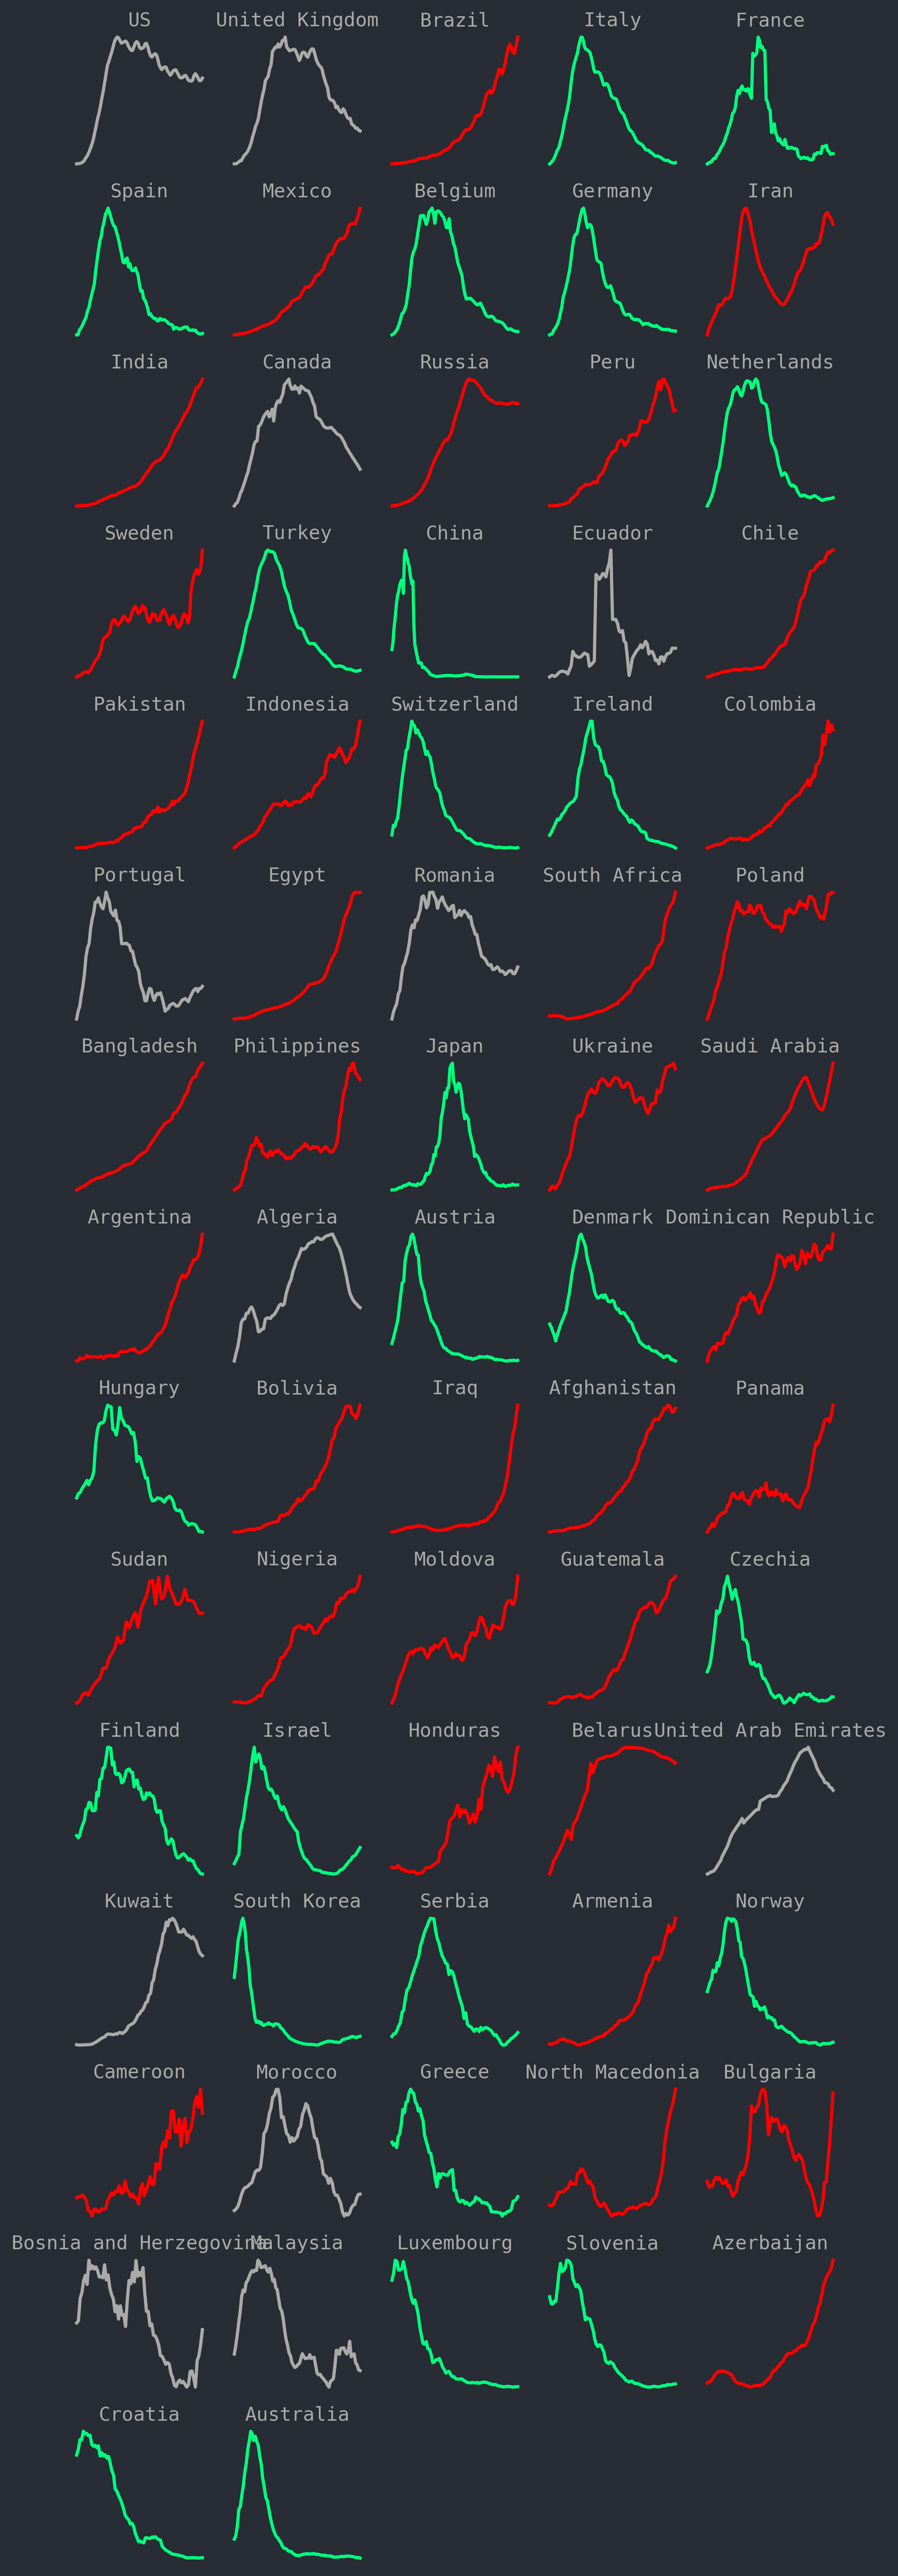 US United Kingdom Brazil Italy France
Spain Mexico Belgium Germany Iran
India Canada Russia Peru Netherlands
Sweden Turkey China Ecuador Chile
Pakistan Indonesia Switzerland Ireland Colombia
Portugal Egypt Romania South Africa Poland
Bangladesh Philippines Japan Ukraine Saudi Arabia
Argentina Algeria Austria Denmark Dominican Republic
Hungary Bolivia Iraq Afghanistan Panama
Sudan Nigeria Moldova Guatemala Czechia
Finland Israel Honduras Belarus United Arab Emirates
Kuwait South Korea Serbia Armenia Norway
Cameroon Morocco Greece North Macedonia Bulgaria
Bosnia and Herzegovina Malaysia Luxembourg Slovenia Azerbaijan
Croatia Australia